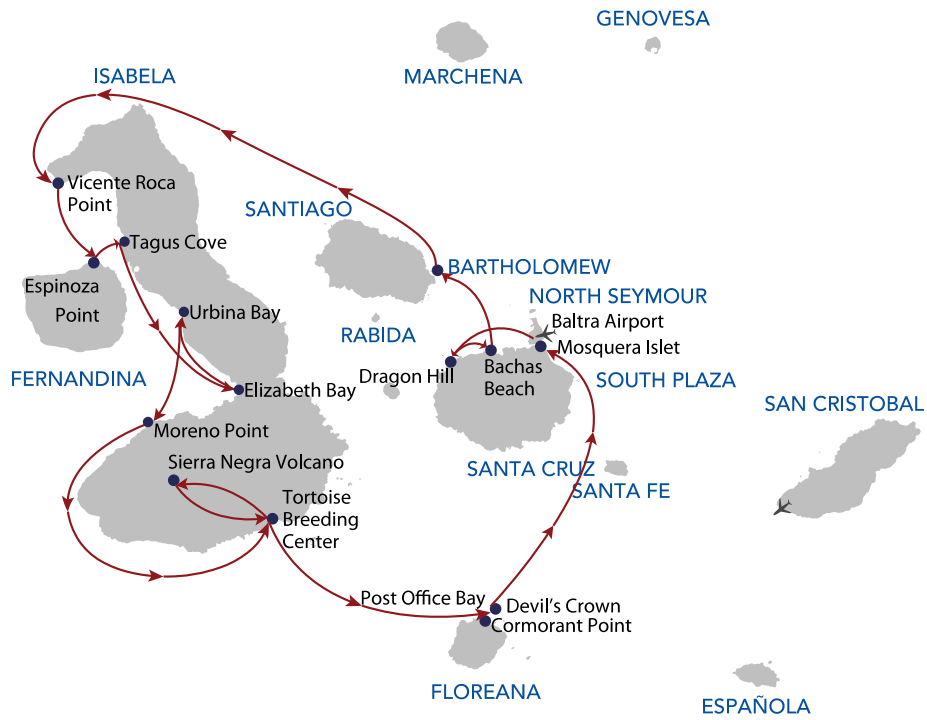 GENOVESA
MARCHENA
ISABELA
Vicente Roca
Point
SANTIAGO
Tagus Cove
BARTHOLOMEW
Espinoza
Point
NORTH SEYMOUR
Urbina Bay
Baltra Airport
RABIDA
Mosquera Islet
FERNANDINA
Dragon Hill
Bachas
Beach
SOUTH PLAZA
Elizabeth Bay
SAN CRISTOBAL
Moreno Point
Sierra Negra Volcano
SANTA CRUZ
SANTA FE
Tortoise
Breeding
Center
Post Office Bay
Devil's Crown
Cormorant Point
FLOREANA
ESPAÑOLA